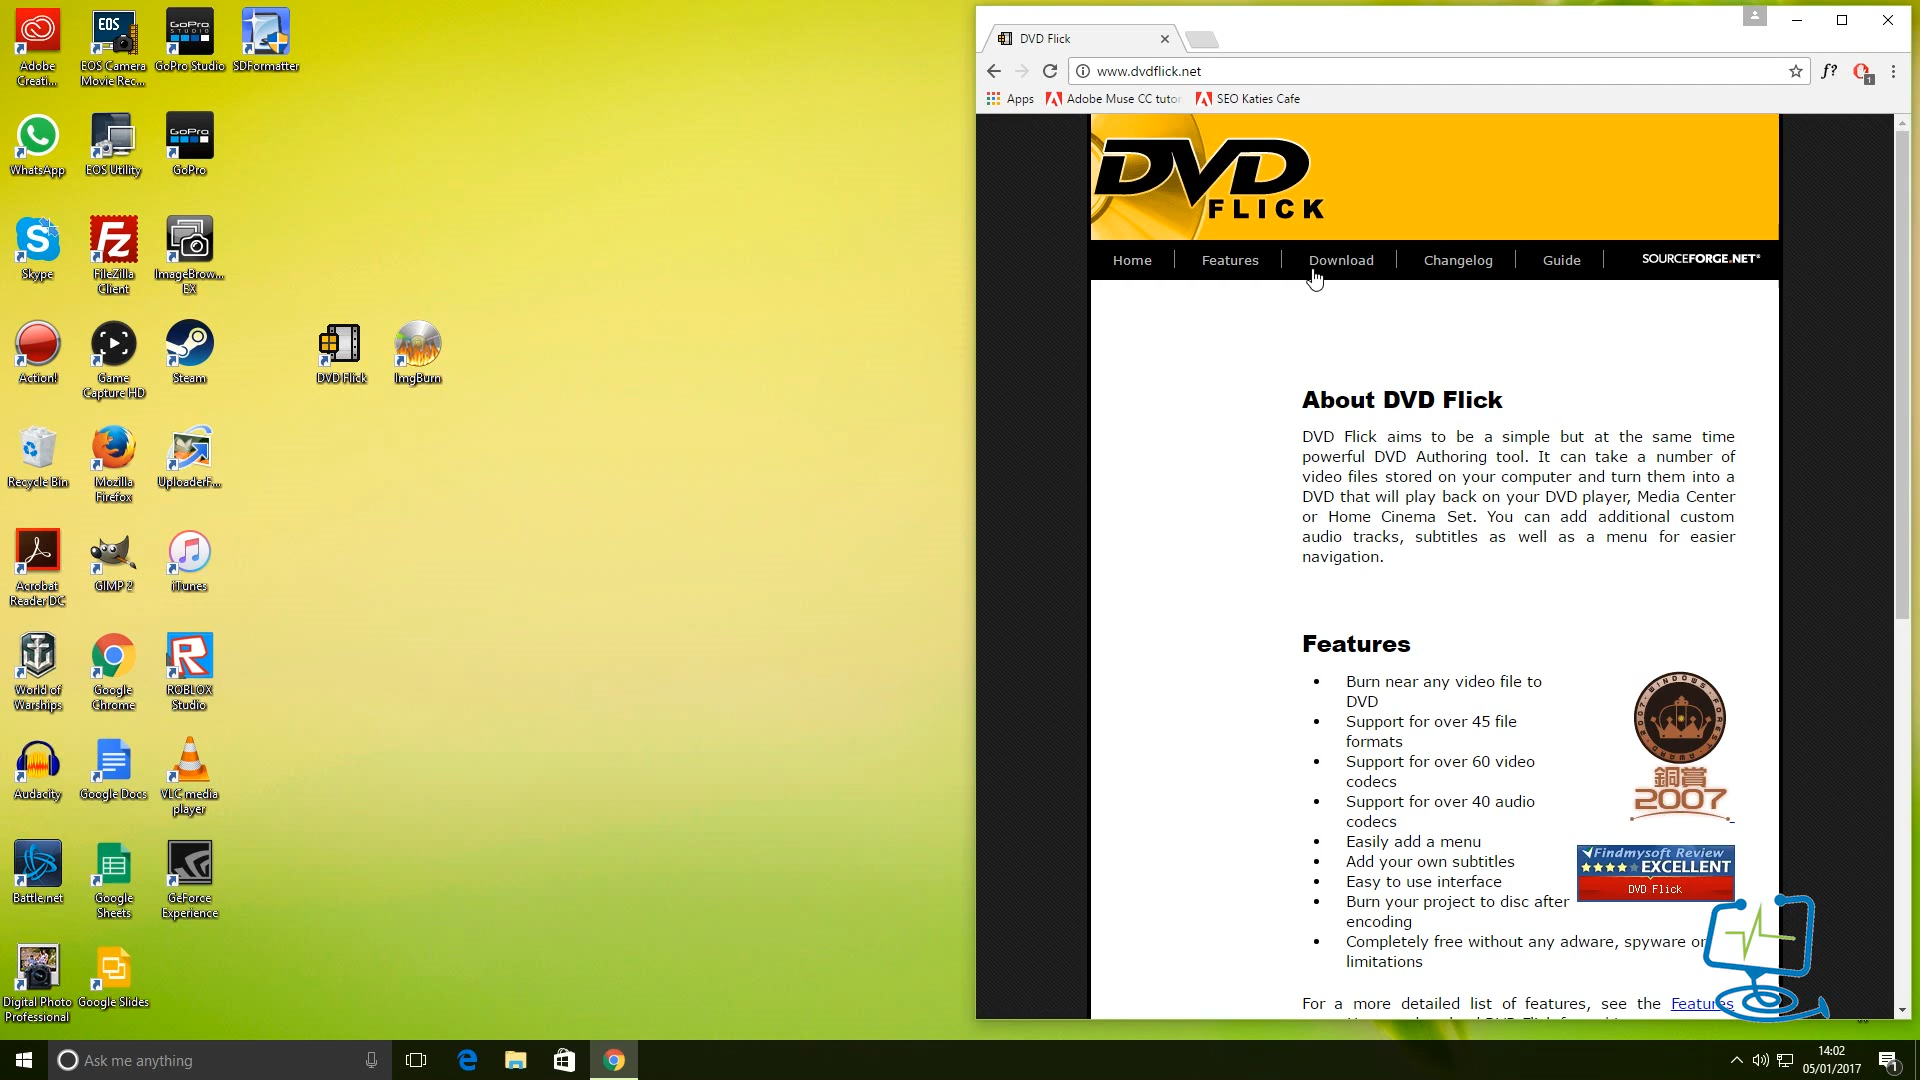 Adobe
Creati...
EOS
EOS Camera
Movie Rec...
GoPro
STUDIO
GoPro Studio
SDFormatter
WhatsApp
EOS Utility
GoPro
GoPro
Skype
FileZilla
Client
ImageBrow...
EX
Action!
Game
Capture HD
Steam
DVD Flick
ImgBurn
Recycle Bin
Mozilla
Firefox
UploaderF...
Acrobat
Reader DC
GIMP 2
iTunes
World of
Warships
Google
Chrome
ROBLOX
Studio
Audacity
Google Docs
VLC media
player
Battle.net
Google
Sheets
GeForce
Experience
Digital Photo
Professional
Google Slides
DVD Flick
www.dvdflick.net
f?
1
Apps
Adobe Muse CC tutor
SEO Katies Cafe
DVD
FLICK
Home
Features
Download
Changelog
Guide
SOURCEFORGE.NET®
About DVD Flick
DVD Flick aims to be a simple but at the same time
powerful DVD Authoring tool. It can take a number of
video files stored on your computer and turn them into a
DVD that will play back on your DVD player, Media Center
or Home Cinema Set. You can add additional custom
audio tracks, subtitles as well as a menu for easier
navigation.
Features
• Burn near any video file to
DVD
• Support for over 45 file
formats
• Support for over 60 video
codecs
• Support for over 40 audio
codecs
• Easily add a menu
• Add your own subtitles
• Easy to use interface
• Burn your project to disc after
encoding
• Completely free without any adware, spyware or
limitations
銅賞
2007
Findmysoft Review
EXCELLENT
DVD Flick
For a more detailed list of features, see the Features
Ask me anything
14:02
05/01/2017
1